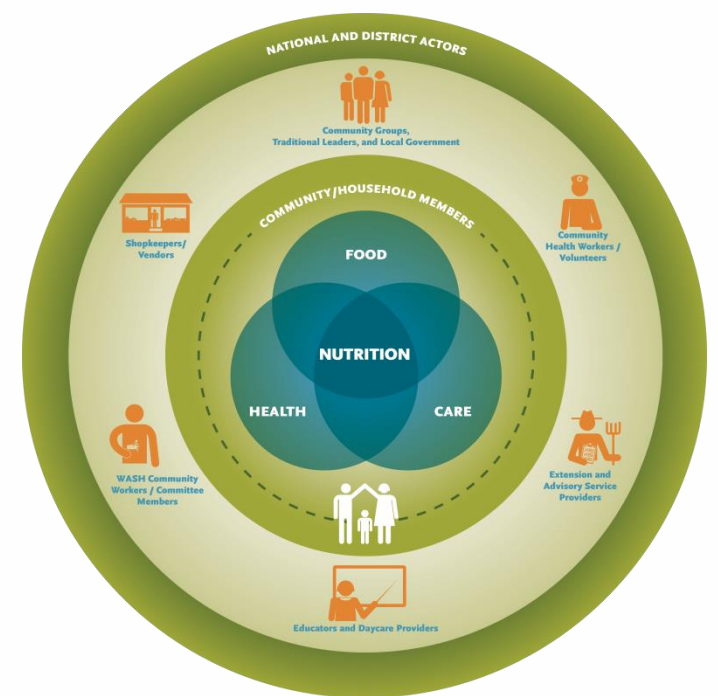 NATIONAL AND DISTRICT ACTORS
Community Groups,
Traditional Leaders, and Local Government
Shopkeepers/
Vendors
Community
Health Workers /
Volunteers
COMMUNITY/HOUSEHOLD MEMBERS
FOOD
NUTRITION
HEALTH
CARE
WASH Community
Workers / Committee
Members
Extension and
Advisory Service
Providers
Educators and Daycare Providers